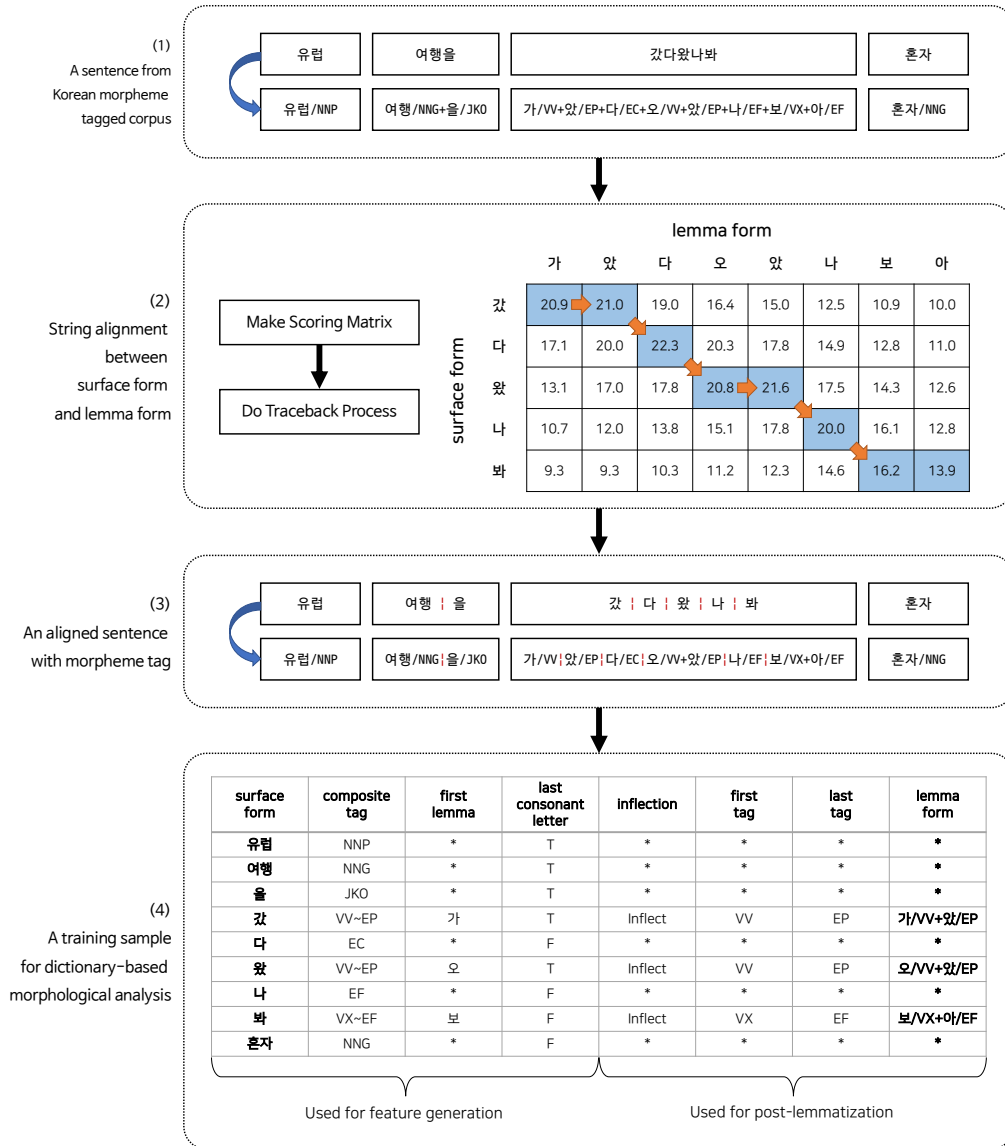 (1)
A sentence from
Korean morpheme
tagged corpus
유럽 여행을 갔다왔나봐 혼자
유럽/NNP 여행/NNG+을/JKO 가/VV+았/EP+다/EC+오/VV+았/EP+나/EF+보/VX+아/EF 혼자/NNG
(2)
String alignment
between
surface form
and lemma form
Make Scoring Matrix
Do Traceback Process
lemma form
surface form
가 았 다 오 았 나 보 아
갔 20.9 21.0 19.0 16.4 15.0 12.5 10.9 10.0
다 17.1 20.0 22.3 20.3 17.8 14.9 12.8 11.0
왔 13.1 17.0 17.8 20.8 21.6 17.5 14.3 12.6
나 10.7 12.0 13.8 15.1 17.8 20.0 16.1 12.8
봐 9.3 9.3 10.3 11.2 12.3 14.6 16.2 13.9
(3)
An aligned sentence
with morpheme tag
유럽 여행 ¦ 을 갔 ¦ 다 ¦ 왔 ¦ 나 ¦ 봐 혼자
유럽/NNP 여행/NNG¦을/JKO 가/VV¦았/EP¦다/EC¦오/VV+았/EP¦나/EF¦보/VX+아/EF 혼자/NNG
(4)
A training sample
for dictionary-based
morphological analysis
surface form composite tag first lemma last consonant letter inflection first tag last tag lemma form
유럽 NNP * T * * * *
여행 NNG * T * * * *
을 JKO * T * * * *
갔 VV~EP 가 T Inflect VV EP 가/VV+았/EP
다 EC * F * * * *
왔 VV~EP 오 T Inflect VV EP 오/VV+았/EP
나 EF * F * * * *
봐 VX~EF 보 F Inflect VX EF 보/VX+아/EF
혼자 NNG * F * * * *
Used for feature generation
Used for post-lemmatization